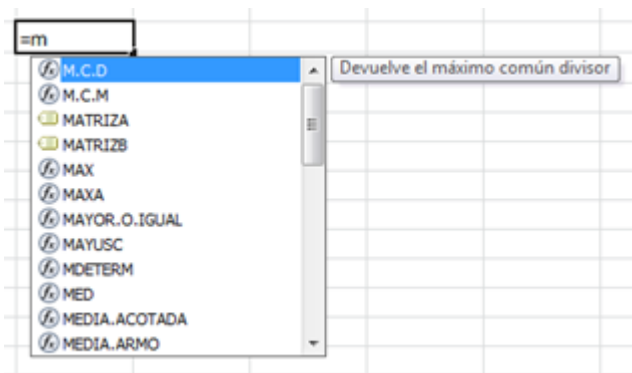 =m
M.C.D
Devuelve el máximo común divisor
M.C.M
MATRIZA
MATRIZB
MAX
MAXA
MAYOR.O.IGUAL
MAYUSC
MDETERM
MED
MEDIA.ACOTADA
MEDIA.ARMO